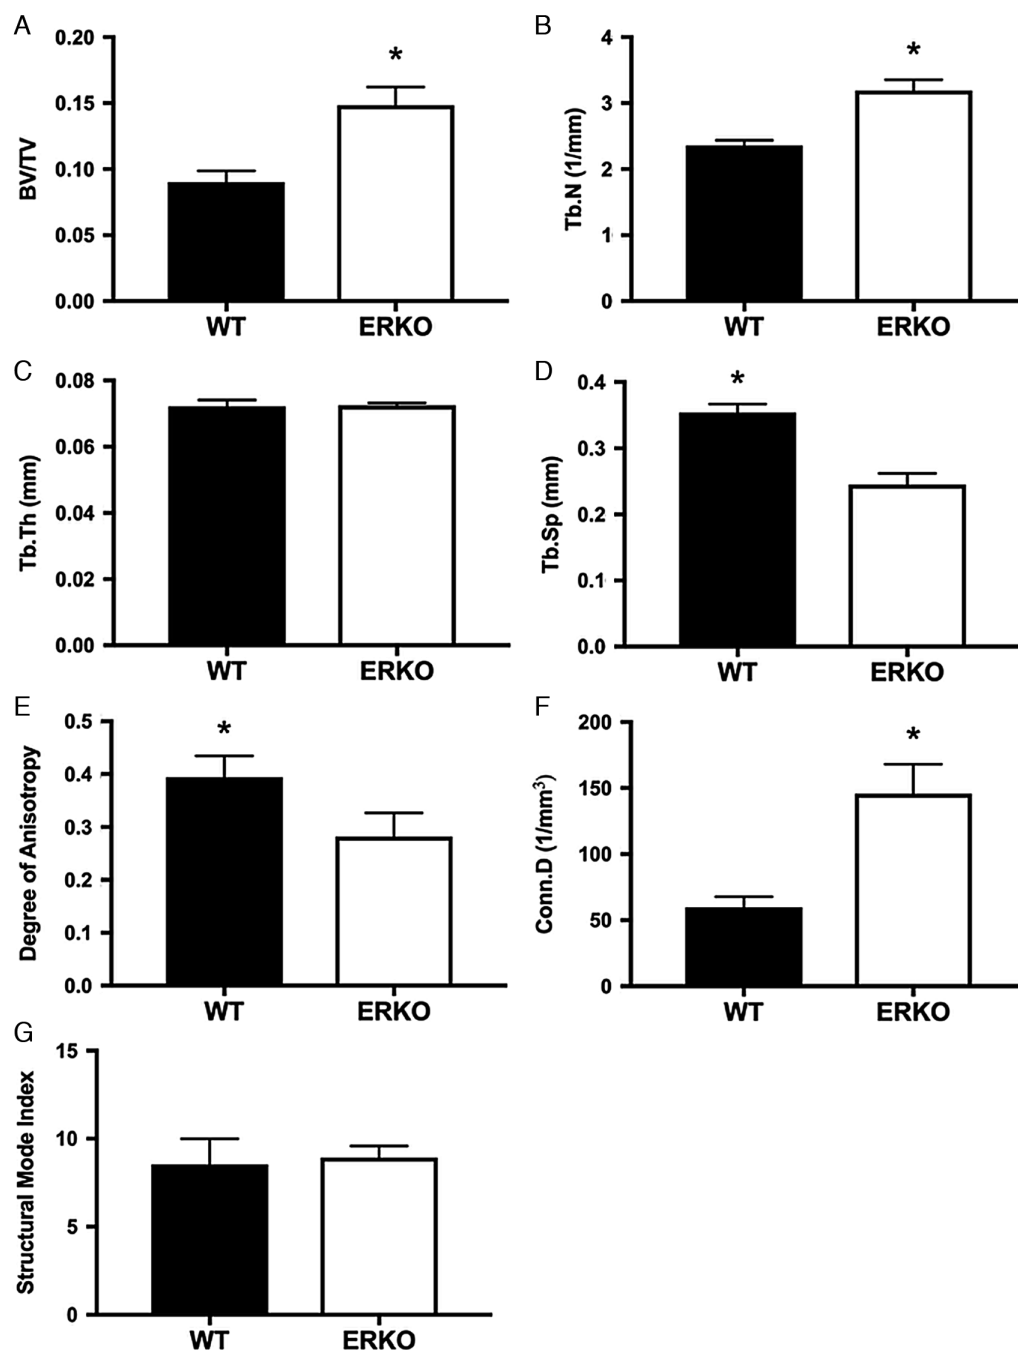 A
BV/TV
0.20
0.15
0.10
0.05
0.00
*
WT ERKO
B
Tb.N (1/mm)
4
3
2
1
0
*
WT ERKO
C
Tb.Th (mm)
0.08
0.06
0.04
0.02
0.00
WT ERKO
D
Tb.Sp (mm)
0.4
0.3
0.2
0.1
0.0
*
WT ERKO
E
Degree of Anisotropy
0.5
0.4
0.3
0.2
0.1
0.0
*
WT ERKO
F
Conn.D (1/mm³)
200
150
100
50
0
*
WT ERKO
G
Structural Mode Index
15
10
5
0
WT ERKO